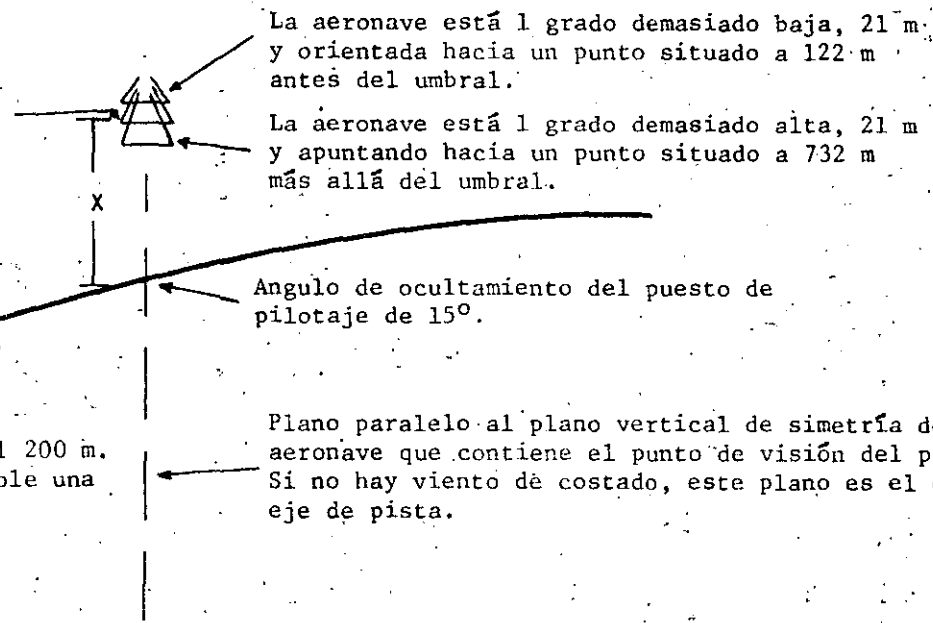 La aeronave está 1 grado demasiado baja, 21 m
y orientada hacia un punto situado a 122 m
antes del umbral.
La aeronave está 1 grado demasiado alta, 21 m
y apuntando hacia un punto situado a 732 m
más allá del umbral.
X
Angulo de ocultamiento del puesto de
pilotaje de 15º.
Plano paralelo al plano vertical de simetría d
1 200 m.
aeronave que contiene el punto de visión del p
ble una
Si no hay viento de costado, este plano es el
eje de pista.